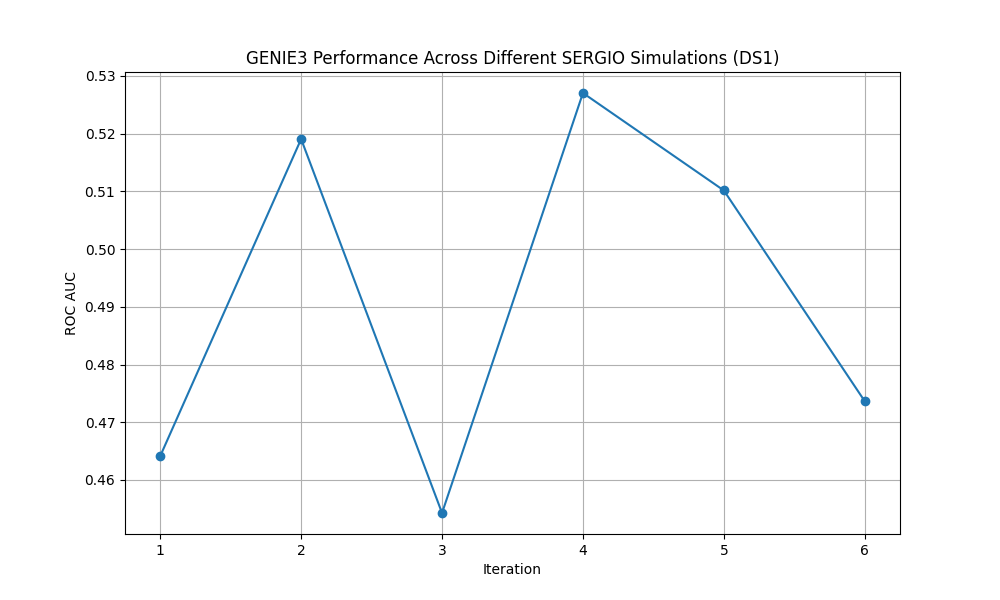 GENIE3 Performance Across Different SERGIO Simulations (DS1)
0.53
0.52
0.51
0.50
0.49
0.48
0.47
0.46
ROC AUC
1 2 3 4 5 6
Iteration